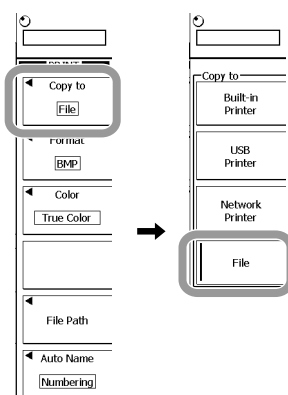 PRINT
Copy to
File
Format
BMP
Color
True Color
File Path
Auto Name
Numbering
Copy to
Built-in
Printer
USB
Printer
Network
Printer
File